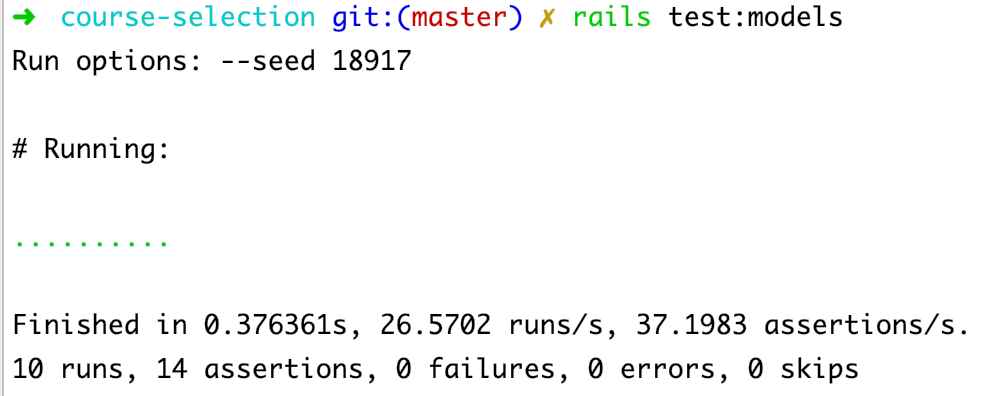 ➜ course-selection git:(master) ✗ rails test:models
Run options: --seed 18917
# Running:
..........
Finished in 0.376361s, 26.5702 runs/s, 37.1983 assertions/s.
10 runs, 14 assertions, 0 failures, 0 errors, 0 skips